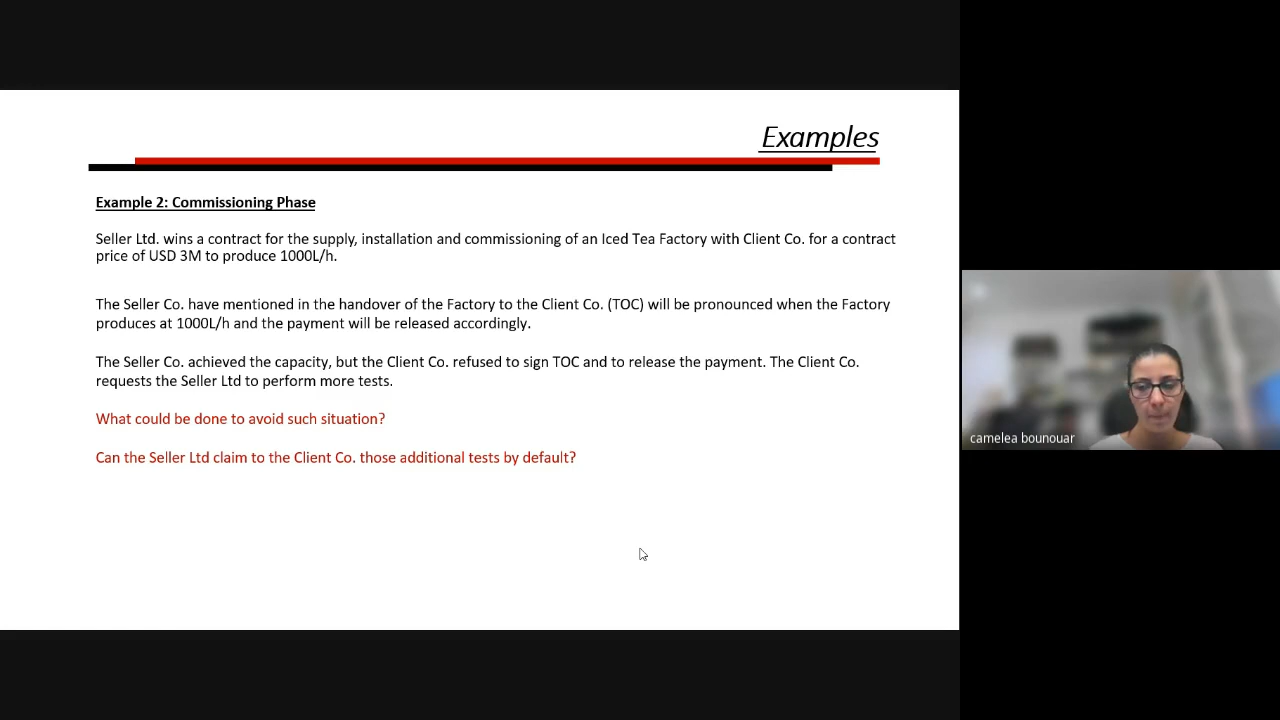 Examples
Example 2: Commissioning Phase
Seller Ltd. wins a contract for the supply, installation and commissioning of an Iced Tea Factory with Client Co. for a contract
price of USD 3M to produce 1000L/h.
The Seller Co. have mentioned in the handover of the Factory to the Client Co. (TOC) will be pronounced when the Factory
produces at 1000L/h and the payment will be released accordingly.
The Seller Co. achieved the capacity, but the Client Co. refused to sign TOC and to release the payment. The Client Co.
requests the Seller Ltd to perform more tests.
What could be done to avoid such situation?
Can the Seller Ltd claim to the Client Co. those additional tests by default?
camelea bounouar